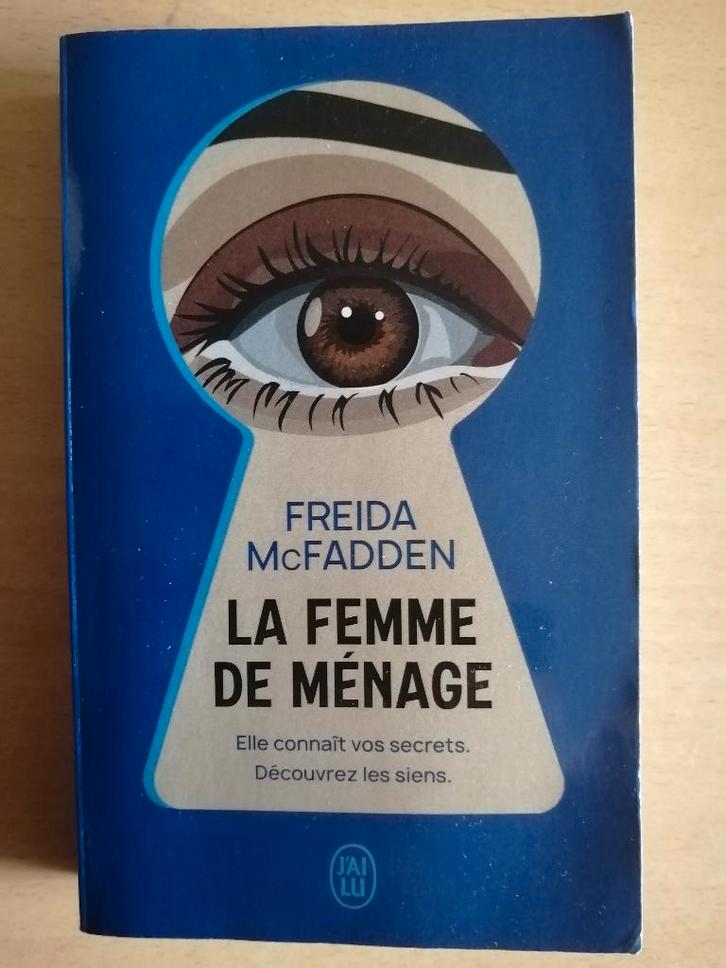 FREIDA
McFADDEN
LA FEMME
DE MÉNAGE
Elle connaît vos secrets.
Découvrez les siens.
J'AI
LU